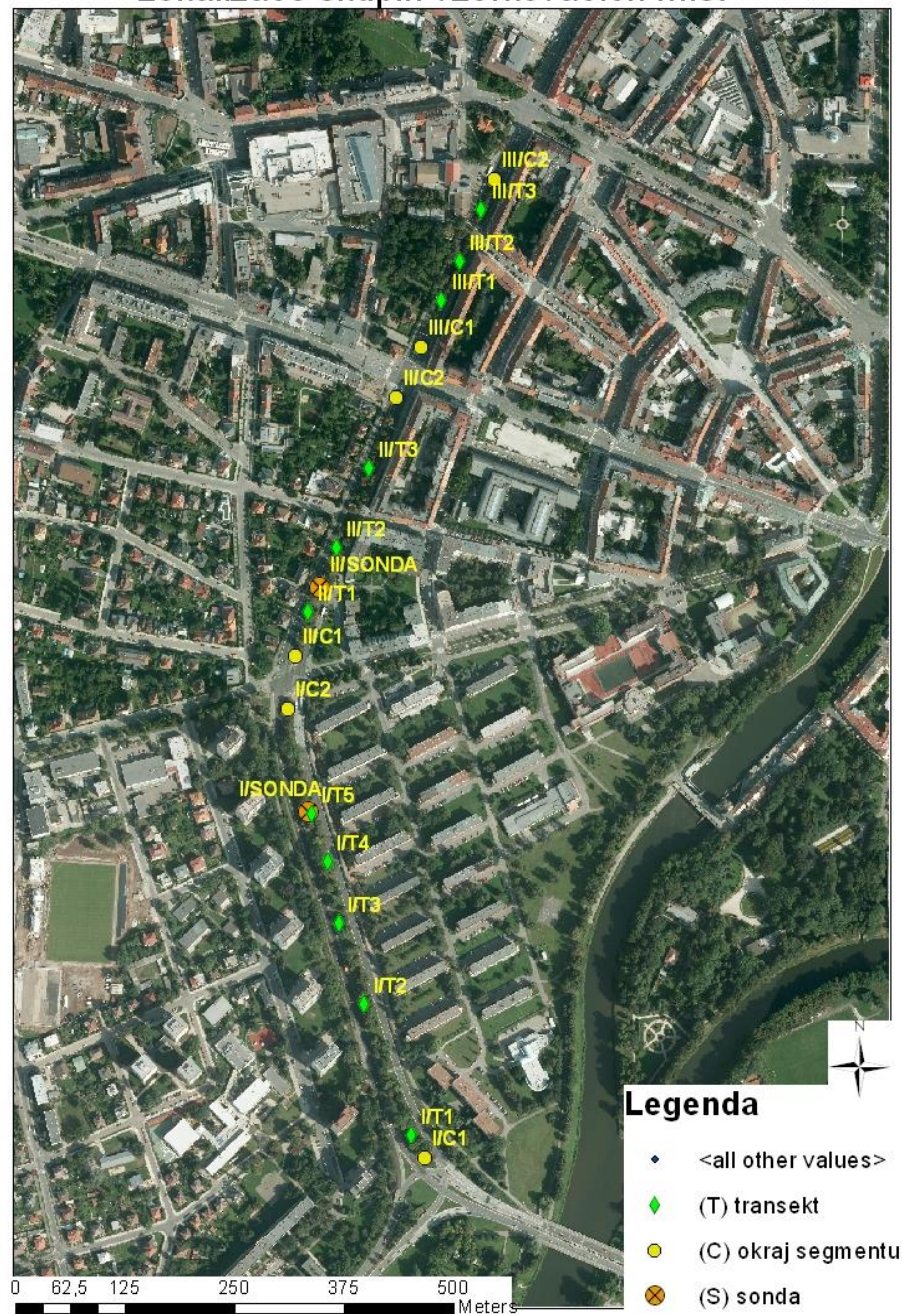 III/C2
III/T3
III/T2
III/T1
III/C1
II/C2
II/T3
II/T2
II/SONDA
II/T1
II/C1
I/C2
I/SONDA
I/T5
I/T4
I/T3
I/T2
I/T1
I/C1
N
Legenda
<all other values>
(T) transekt
(C) okraj segmentu
(S) sonda
0 62,5 125 250 375 500
Meters